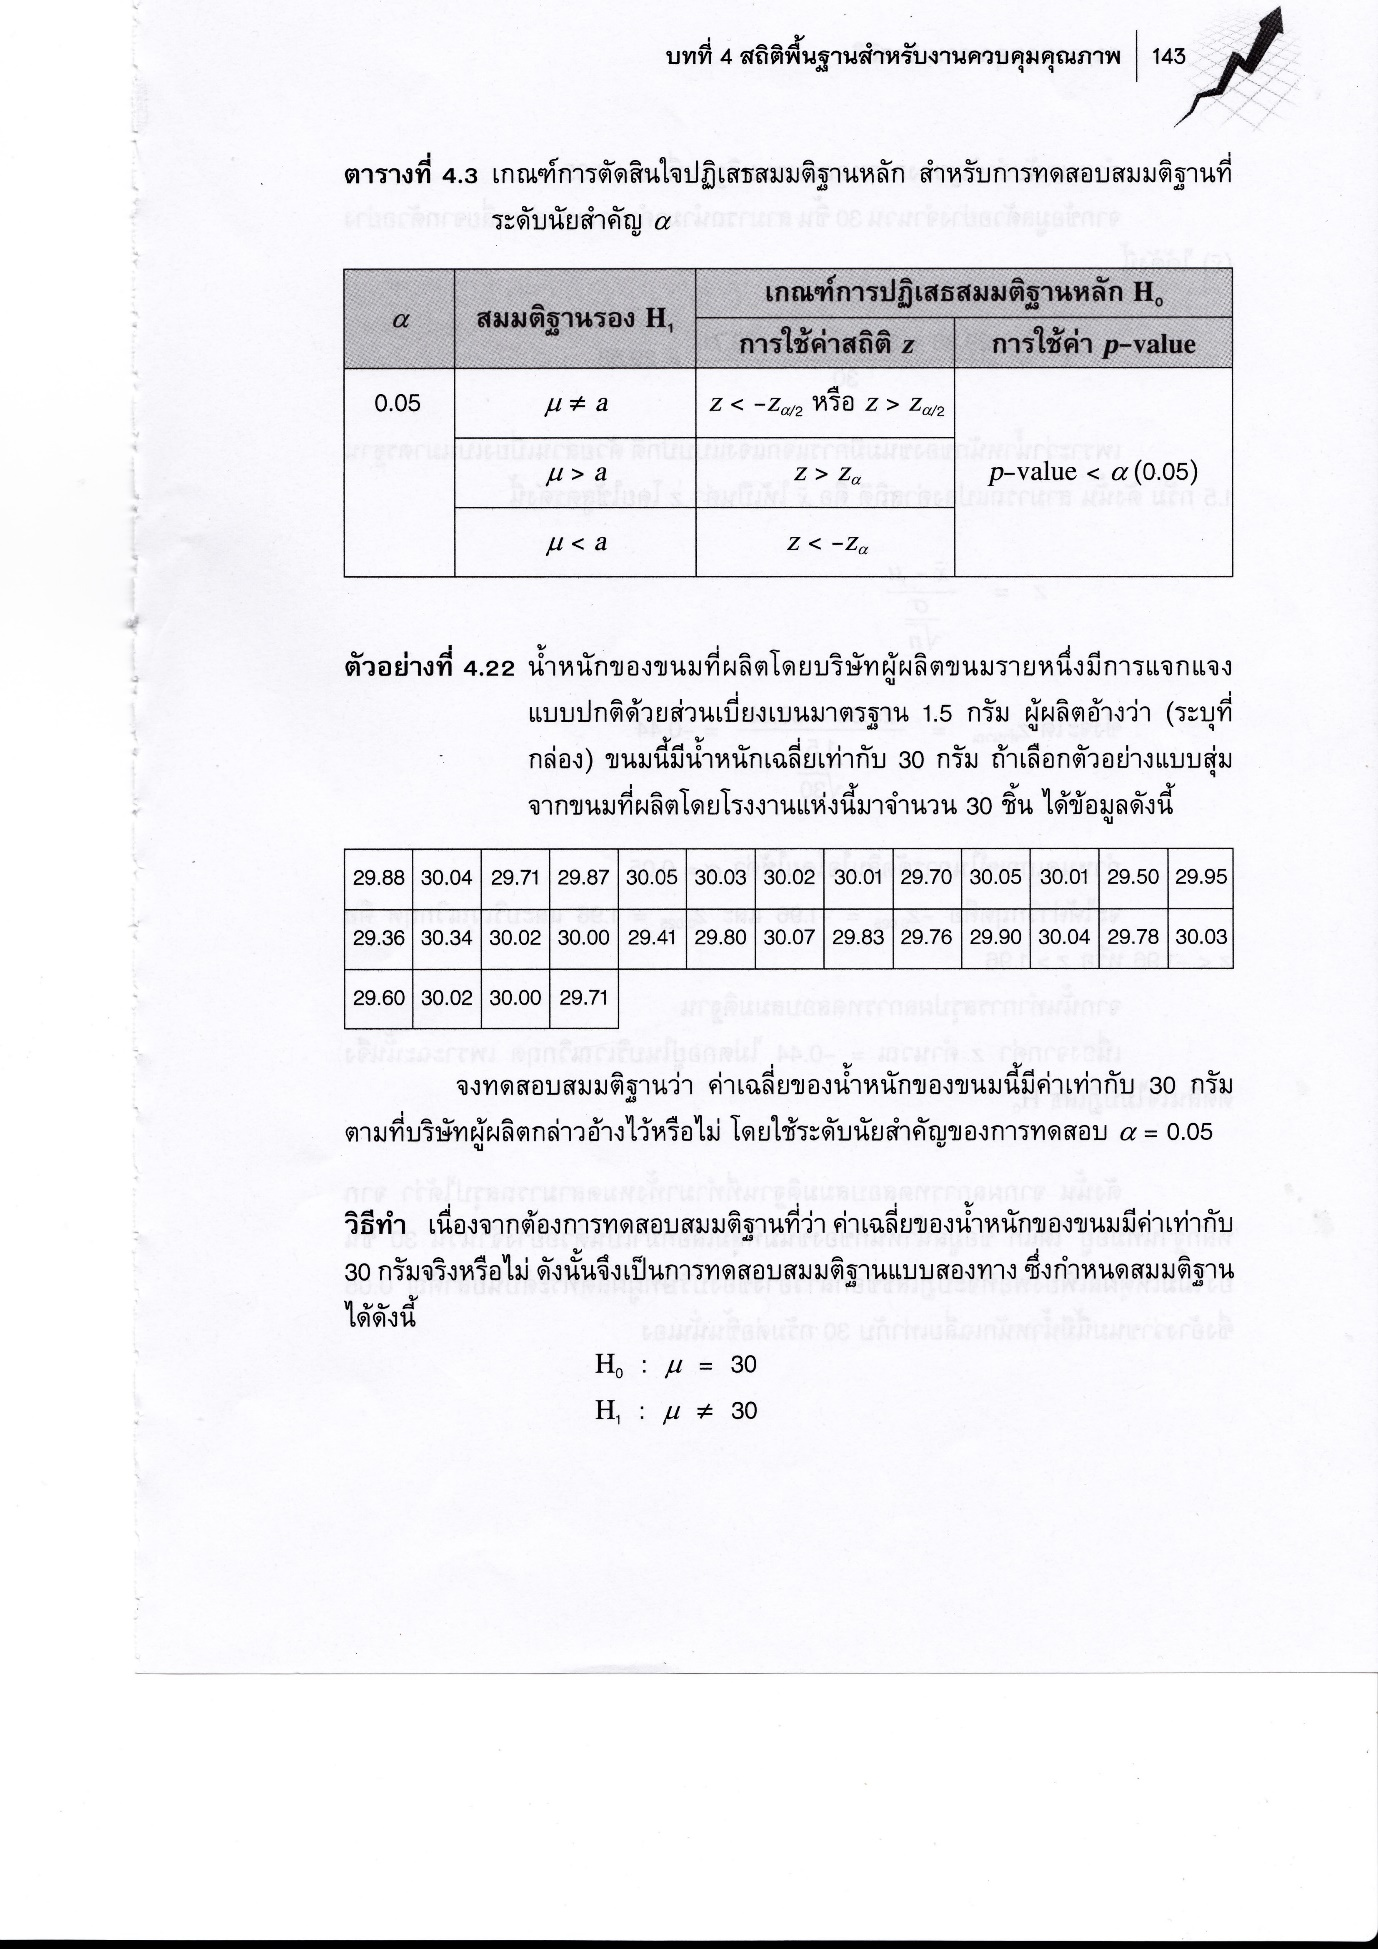 บทที่ 4 สถิติพื้นฐานสำหรับงานควบคุมคุณภาพ 143
ตารางที่ 4.3 เกณฑ์การตัดสินใจปฏิเสธสมมติฐานหลัก สำหรับการทดสอบสมมติฐานที่
ระดับนัยสำคัญ α
α สมมติฐานรอง H₁ เกณฑ์การปฏิเสธสมมติฐานหลัก H₀
การใช้ค่าสถิติ z การใช้ค่า p-value
0.05 μ ≠ a z < -z_{α/2} หรือ z > z_{α/2}
μ > a z > z_α p-value < α (0.05)
μ < a z < -z_α
ตัวอย่างที่ 4.22 น้ำหนักของขนมที่ผลิตโดยบริษัทผู้ผลิตขนมรายหนึ่งมีการแจกแจง
แบบปกติด้วยส่วนเบี่ยงเบนมาตรฐาน 1.5 กรัม ผู้ผลิตอ้างว่า (ระบุที่
กล่อง) ขนมนี้มีน้ำหนักเฉลี่ยเท่ากับ 30 กรัม ถ้าเลือกตัวอย่างแบบสุ่ม
จากขนมที่ผลิตโดยโรงงานแห่งนี้มาจำนวน 30 ชิ้น ได้ข้อมูลดังนี้
29.88 30.04 29.71 29.87 30.05 30.03 30.02 30.01 29.70 30.05 30.01 29.50 29.95
29.36 30.34 30.02 30.00 29.41 29.80 30.07 29.83 29.76 29.90 30.04 29.78 30.03
29.60 30.02 30.00 29.71
จงทดสอบสมมติฐานว่า ค่าเฉลี่ยของน้ำหนักของขนมนี้มีค่าเท่ากับ 30 กรัม
ตามที่บริษัทผู้ผลิตกล่าวอ้างไว้หรือไม่ โดยใช้ระดับนัยสำคัญของการทดสอบ α = 0.05
วิธีทำ เนื่องจากต้องการทดสอบสมมติฐานที่ว่า ค่าเฉลี่ยของน้ำหนักของขนมมีค่าเท่ากับ
30 กรัมจริงหรือไม่ ดังนั้นจึงเป็นการทดสอบสมมติฐานแบบสองทาง ซึ่งกำหนดสมมติฐาน
ได้ดังนี้
H₀ : μ = 30
H₁ : μ ≠ 30